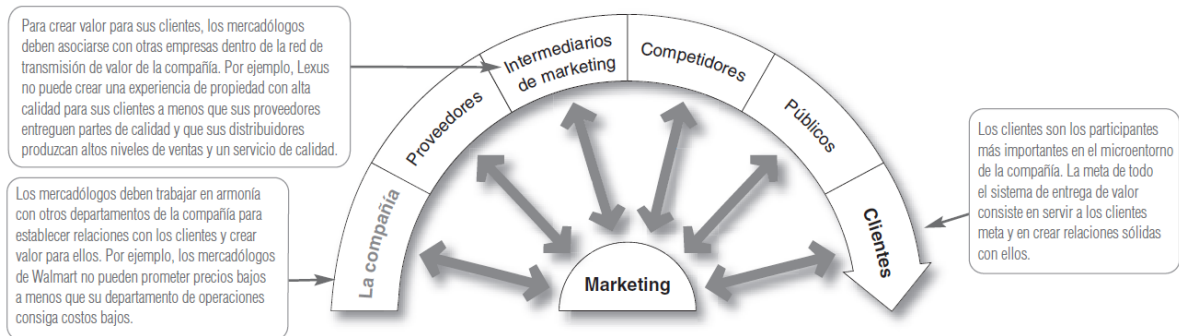 Para crear valor para sus clientes, los mercadólogos
deben asociarse con otras empresas dentro de la red de
transmisión de valor de la compañía. Por ejemplo, Lexus
no puede crear una experiencia de propiedad con alta
calidad para sus clientes a menos que sus proveedores
entreguen partes de calidad y que sus distribuidores
produzcan altos niveles de ventas y un servicio de calidad.
Los mercadólogos deben trabajar en armonía
con otros departamentos de la compañía para
establecer relaciones con los clientes y crear
valor para ellos. Por ejemplo, los mercadólogos
de Walmart no pueden prometer precios bajos
a menos que su departamento de operaciones
consiga costos bajos.
La compañía
Proveedores
Intermediarios
de marketing
Competidores
Públicos
Clientes
Marketing
Los clientes son los participantes
más importantes en el microentorno
de la compañía. La meta de todo
el sistema de entrega de valor
consiste en servir a los clientes
meta y en crear relaciones sólidas
con ellos.